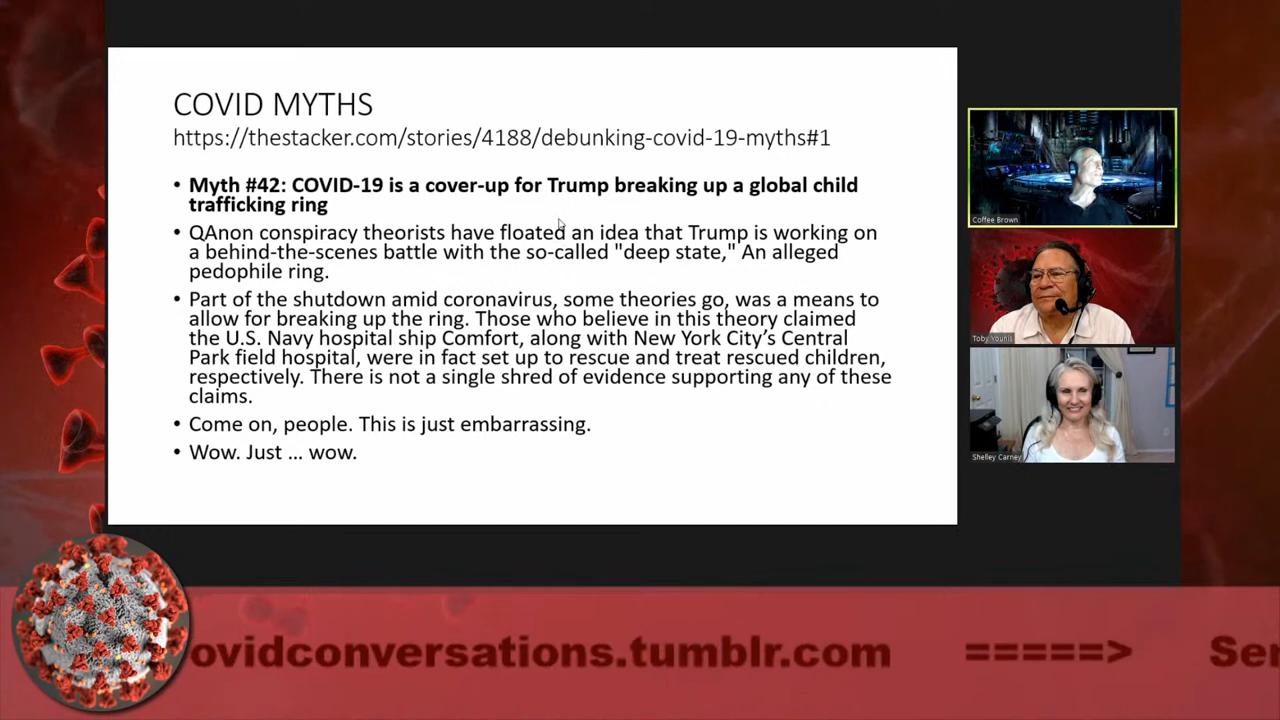 COVID MYTHS
https://thestacker.com/stories/4188/debunking-covid-19-myths#1
• Myth #42: COVID-19 is a cover-up for Trump breaking up a global child
trafficking ring
• QAnon conspiracy theorists have floated an idea that Trump is working on
a behind-the-scenes battle with the so-called "deep state," An alleged
pedophile ring.
• Part of the shutdown amid coronavirus, some theories go, was a means to
allow for breaking up the ring. Those who believe in this theory claimed
the U.S. Navy hospital ship Comfort, along with New York City’s Central
Park field hospital, were in fact set up to rescue and treat rescued children,
respectively. There is not a single shred of evidence supporting any of these
claims.
• Come on, people. This is just embarrassing.
• Wow. Just … wow.
Coffee Brown
Toby Younis
Shelley Carney
ovidconversations.tumblr.com =====> Se